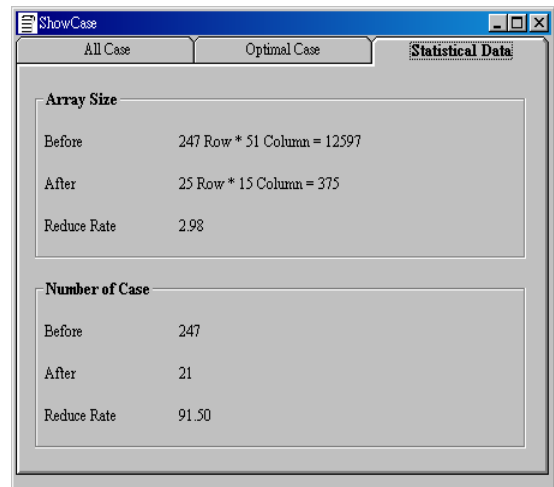 ShowCase
All Case Optimal Case Statistical Data
Array Size
Before 247 Row * 51 Column = 12597
After 25 Row * 15 Column = 375
Reduce Rate 2.98
Number of Case
Before 247
After 21
Reduce Rate 91.50